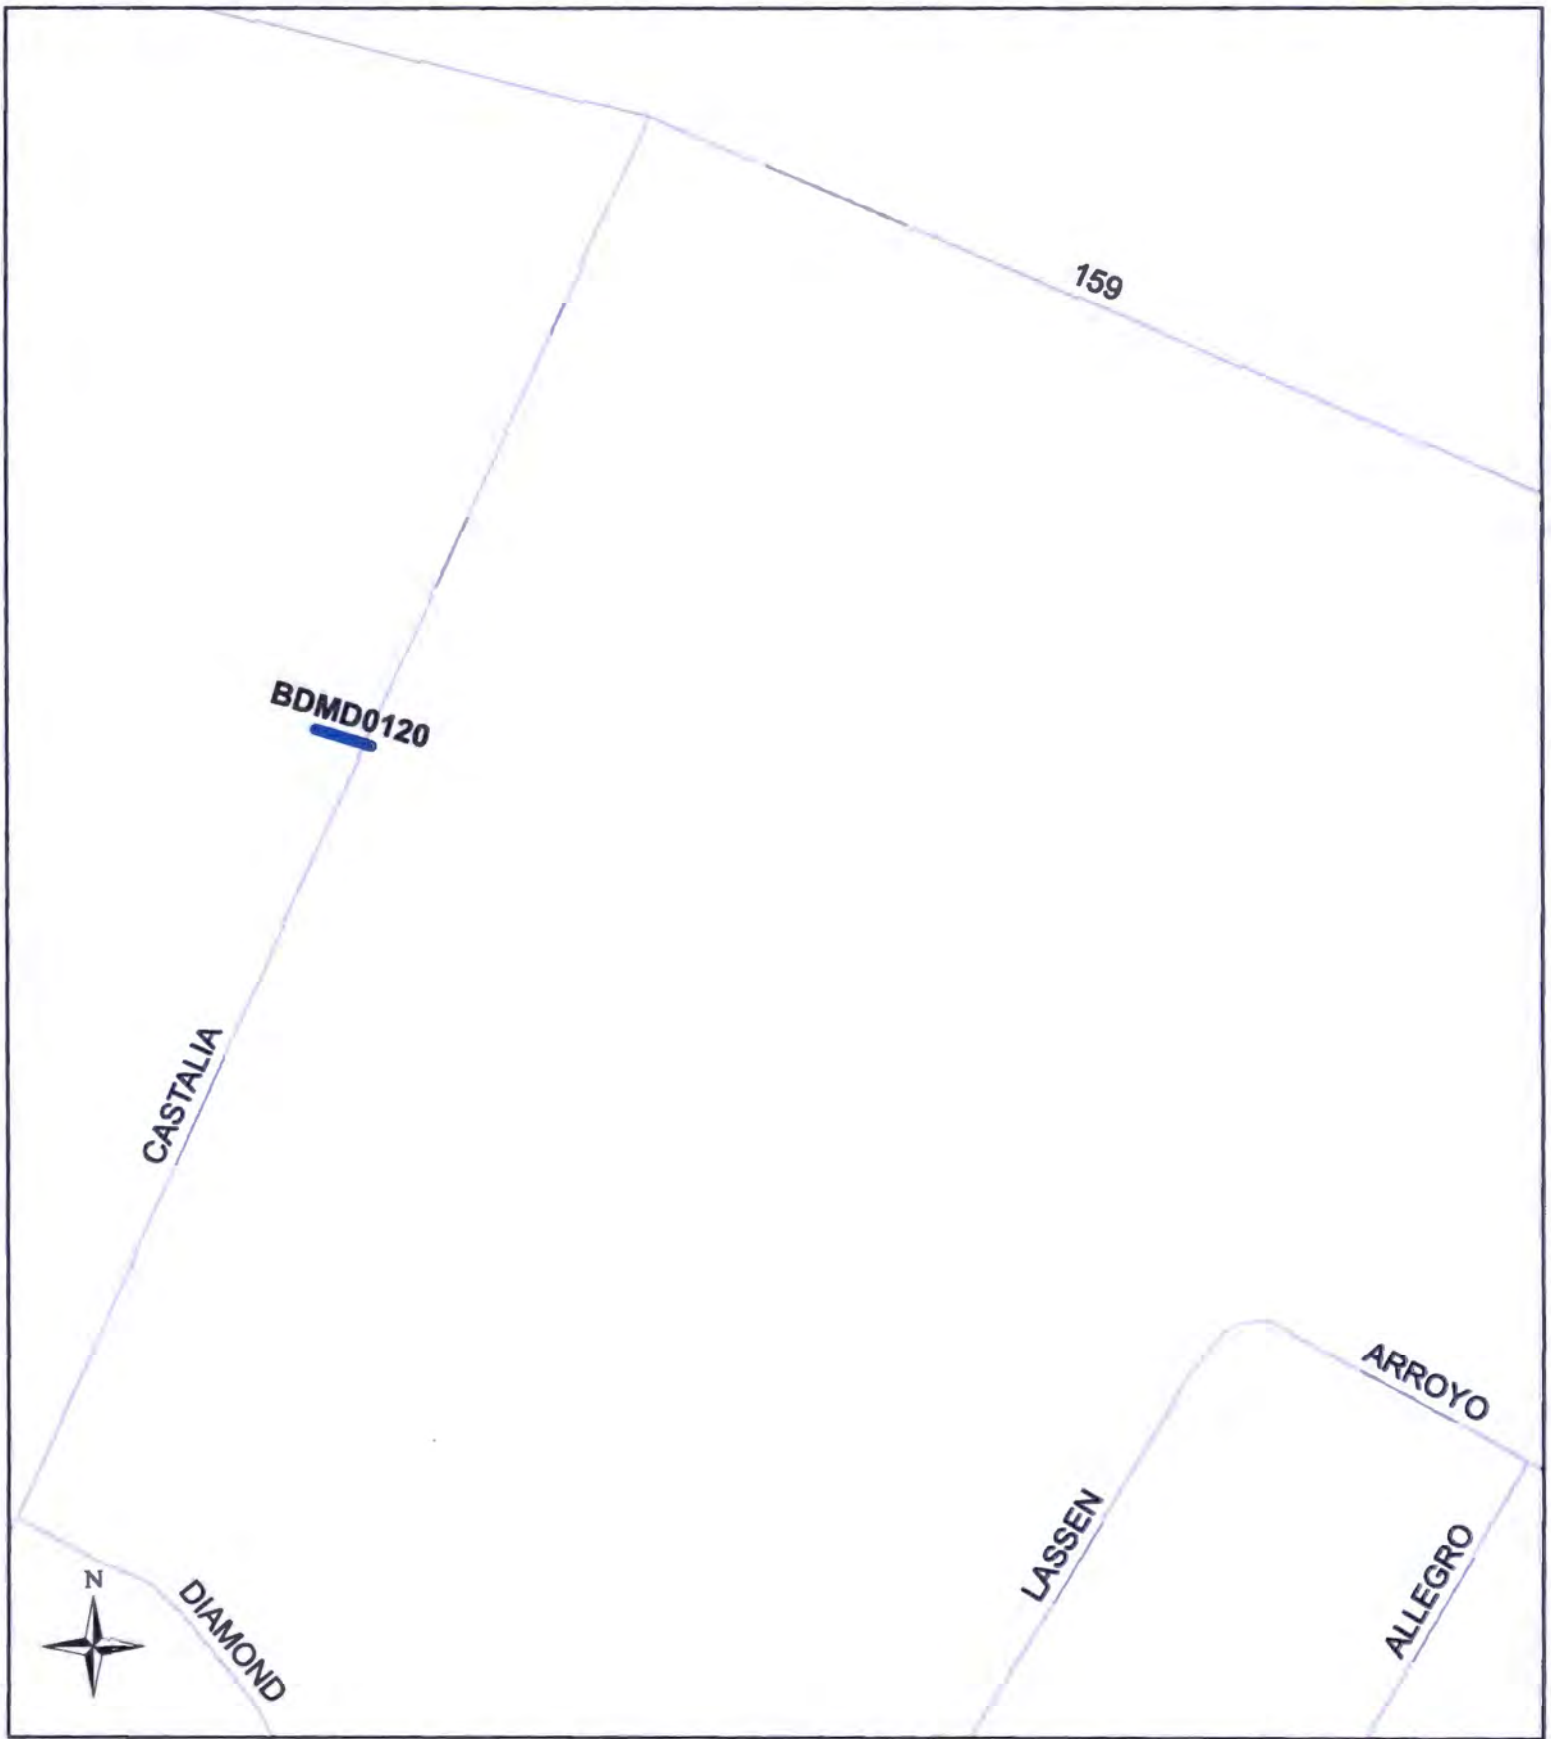 159
BDMD0120
CASTALIA
ARROYO
LASSEN
ALLEGRO
N
DIAMOND